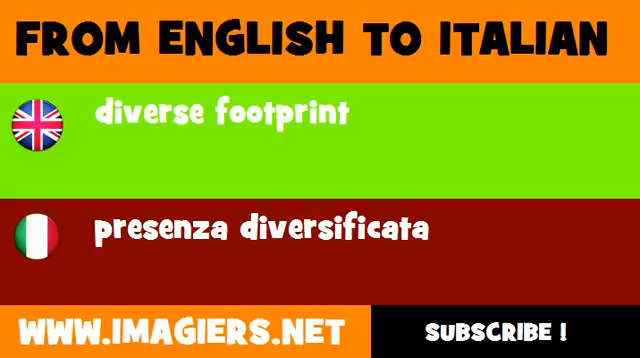 FROM ENGLISH TO ITALIAN
diverse footprint
presenza diversificata
WWW.IMAGIERS.NET
SUBSCRIBE !